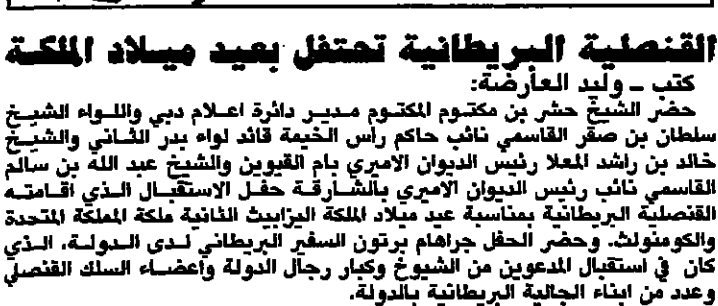 القنصلية البريطانية تحتفل بعيد ميلاد الملكة
كتب ــ وليد العارضة:
حضر الشيخ حشر بن مكتوم المكتوم مدير دائرة اعلام دبي واللواء الشيخ
سلطان بن صقر القاسمي نائب حاكم راس الخيمة قائد لواء بدر الثاني والشيخ
خالد بن راشد المعلا رئيس الديوان الاميري بام القيوين والشيخ عبد الله بن سالم
القاسمي نائب رئيس الديوان الاميري بالشارقة حفل الاستقبال الذي اقامته
القنصلية البريطانية بمناسبة عيد ميلاد الملكة اليزابيث الثانية ملكة المملكة المتحدة
والكومنولث. وحضر الحفل جراهام برتون السفير البريطاني لدى الدولة، الذي
كان في استقبال المدعوين من الشيوخ وكبار رجال الدولة وأعضاء السلك القنصلي
وعدد من ابناء الجالية البريطانية بالدولة.